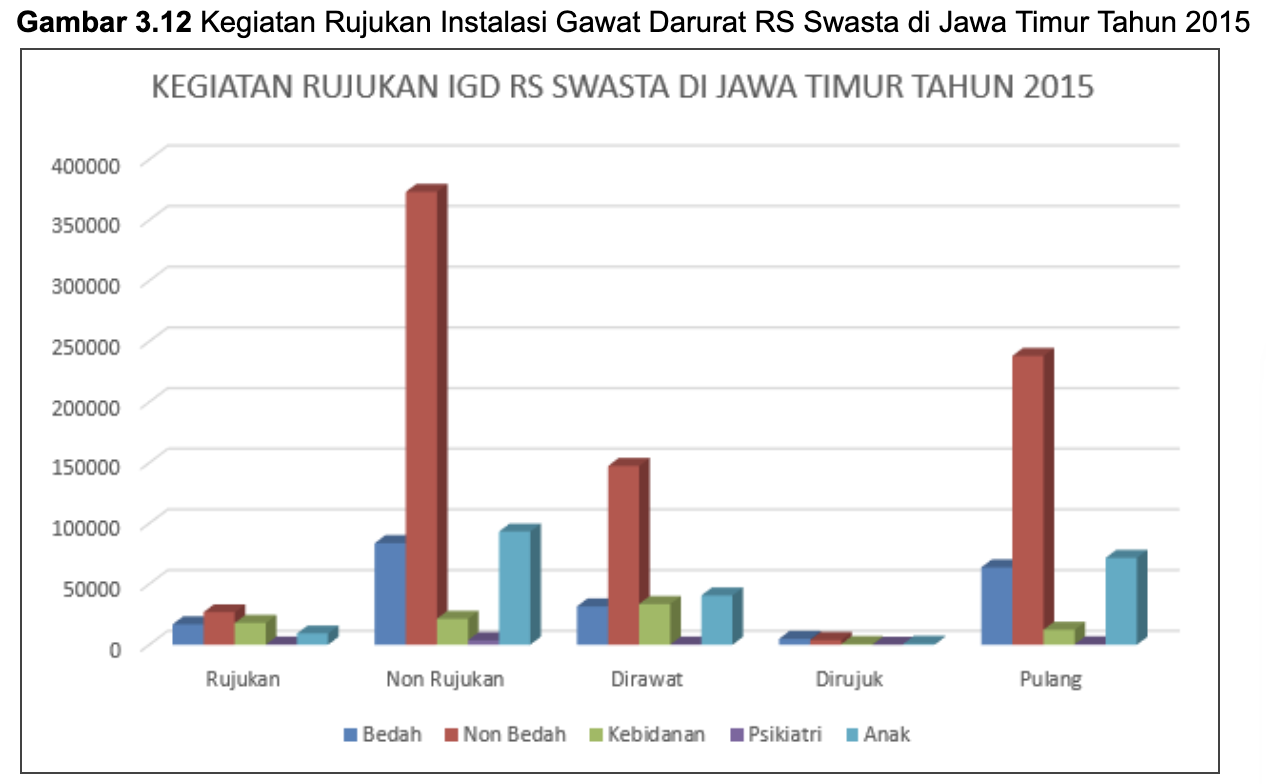 Gambar 3.12 Kegiatan Rujukan Instalasi Gawat Darurat RS Swasta di Jawa Timur Tahun 2015
KEGIATAN RUJUKAN IGD RS SWASTA DI JAWA TIMUR TAHUN 2015
400000
350000
300000
250000
200000
150000
100000
50000
0
Rujukan Non Rujukan Dirawat Dirujuk Pulang
Bedah Non Bedah Kebidanan Psikiatri Anak